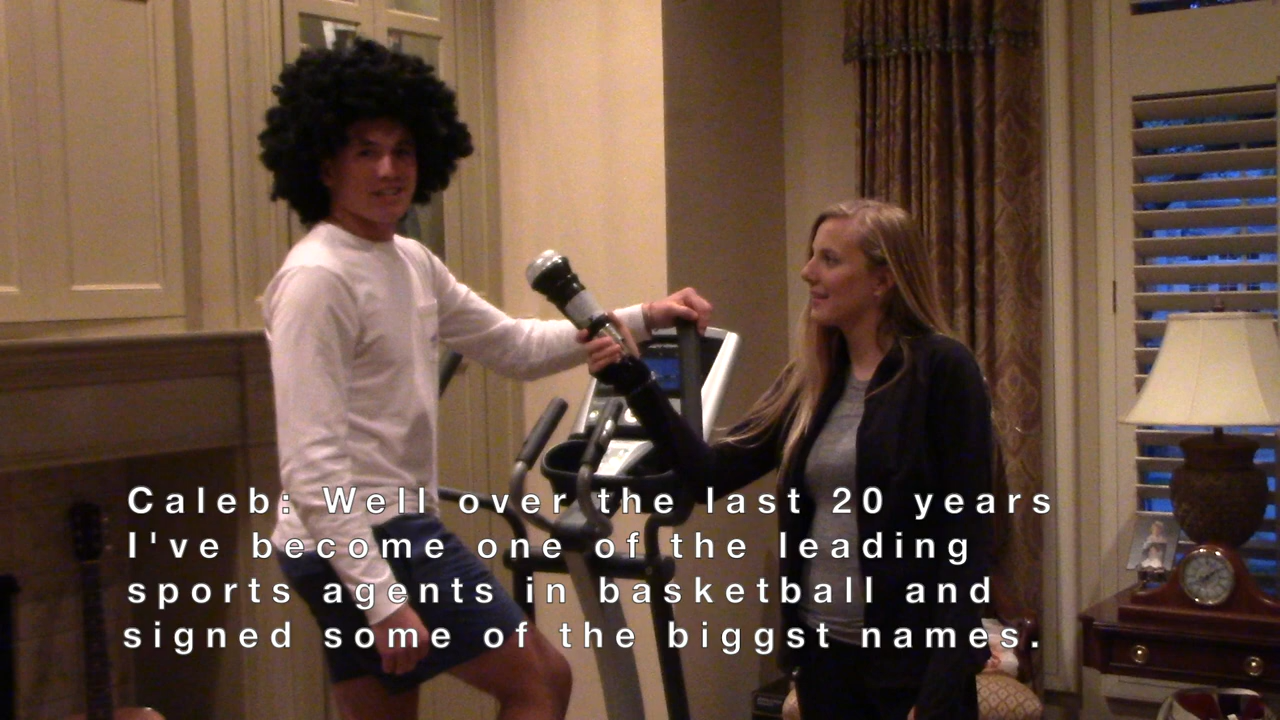 Caleb: Well over the last 20 years
I've become one of the leading
sports agents in basketball and
signed some of the biggst names.